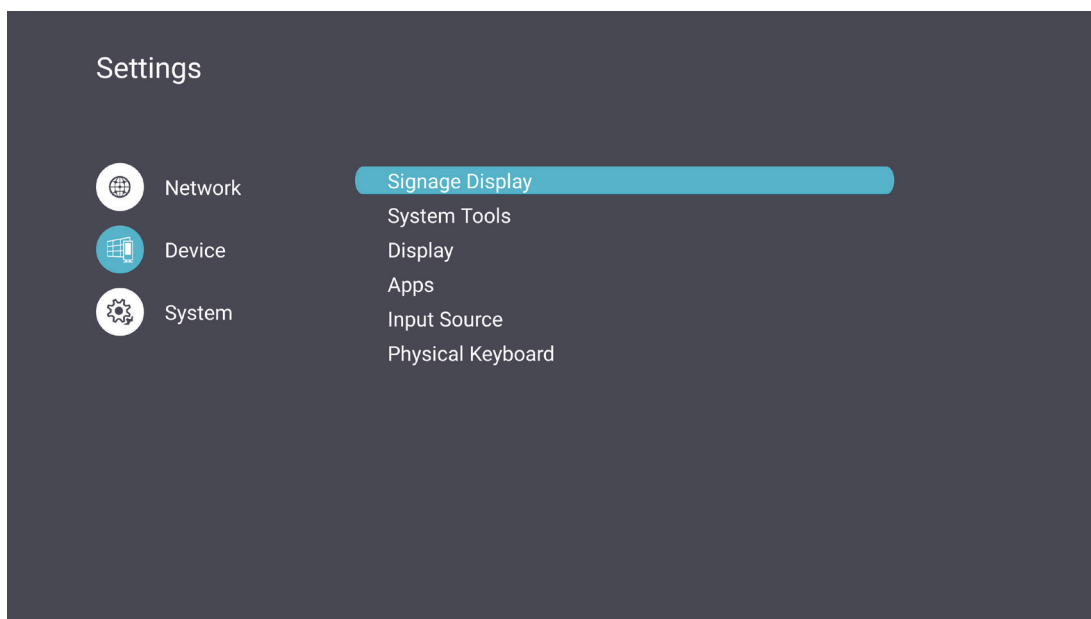 Settings
Network
Device
System
Signage Display
System Tools
Display
Apps
Input Source
Physical Keyboard